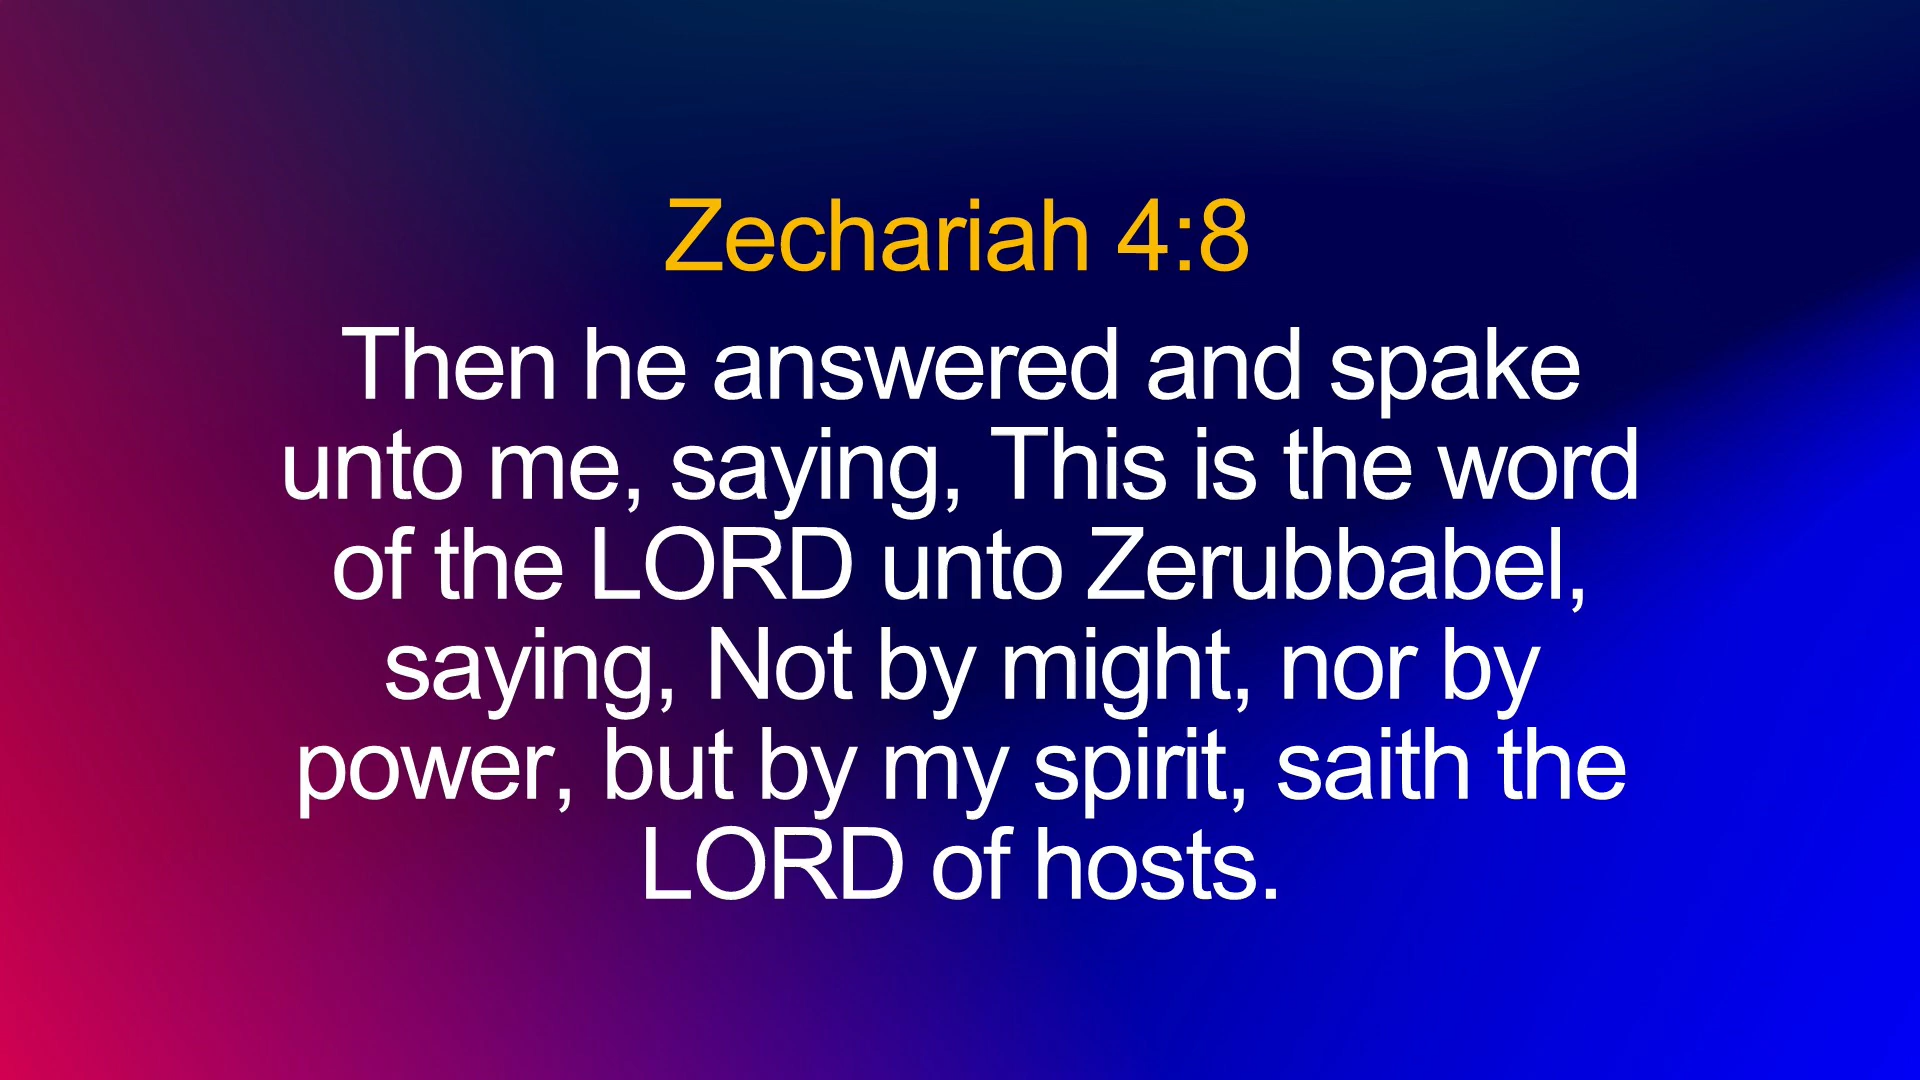 Zechariah 4:8
Then he answered and spake
unto me, saying, This is the word
of the LORD unto Zerubbabel,
saying, Not by might, nor by
power, but by my spirit, saith the
LORD of hosts.